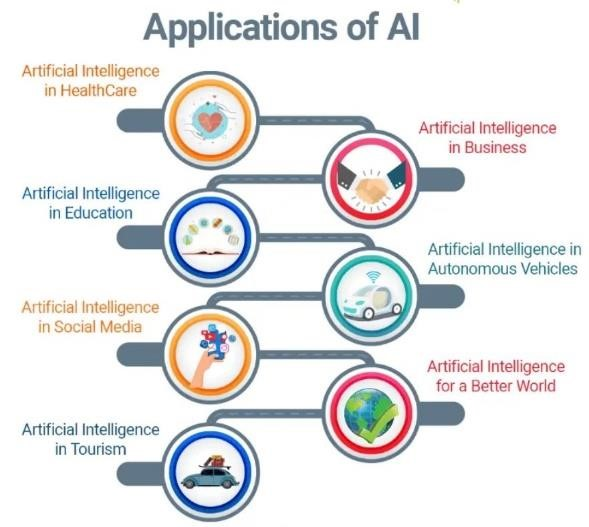 Applications of AI
Artificial Intelligence
in HealthCare
Artificial Intelligence
in Business
Artificial Intelligence
in Education
Artificial Intelligence in
Autonomous Vehicles
Artificial Intelligence
in Social Media
Artificial Intelligence
for a Better World
Artificial Intelligence
in Tourism